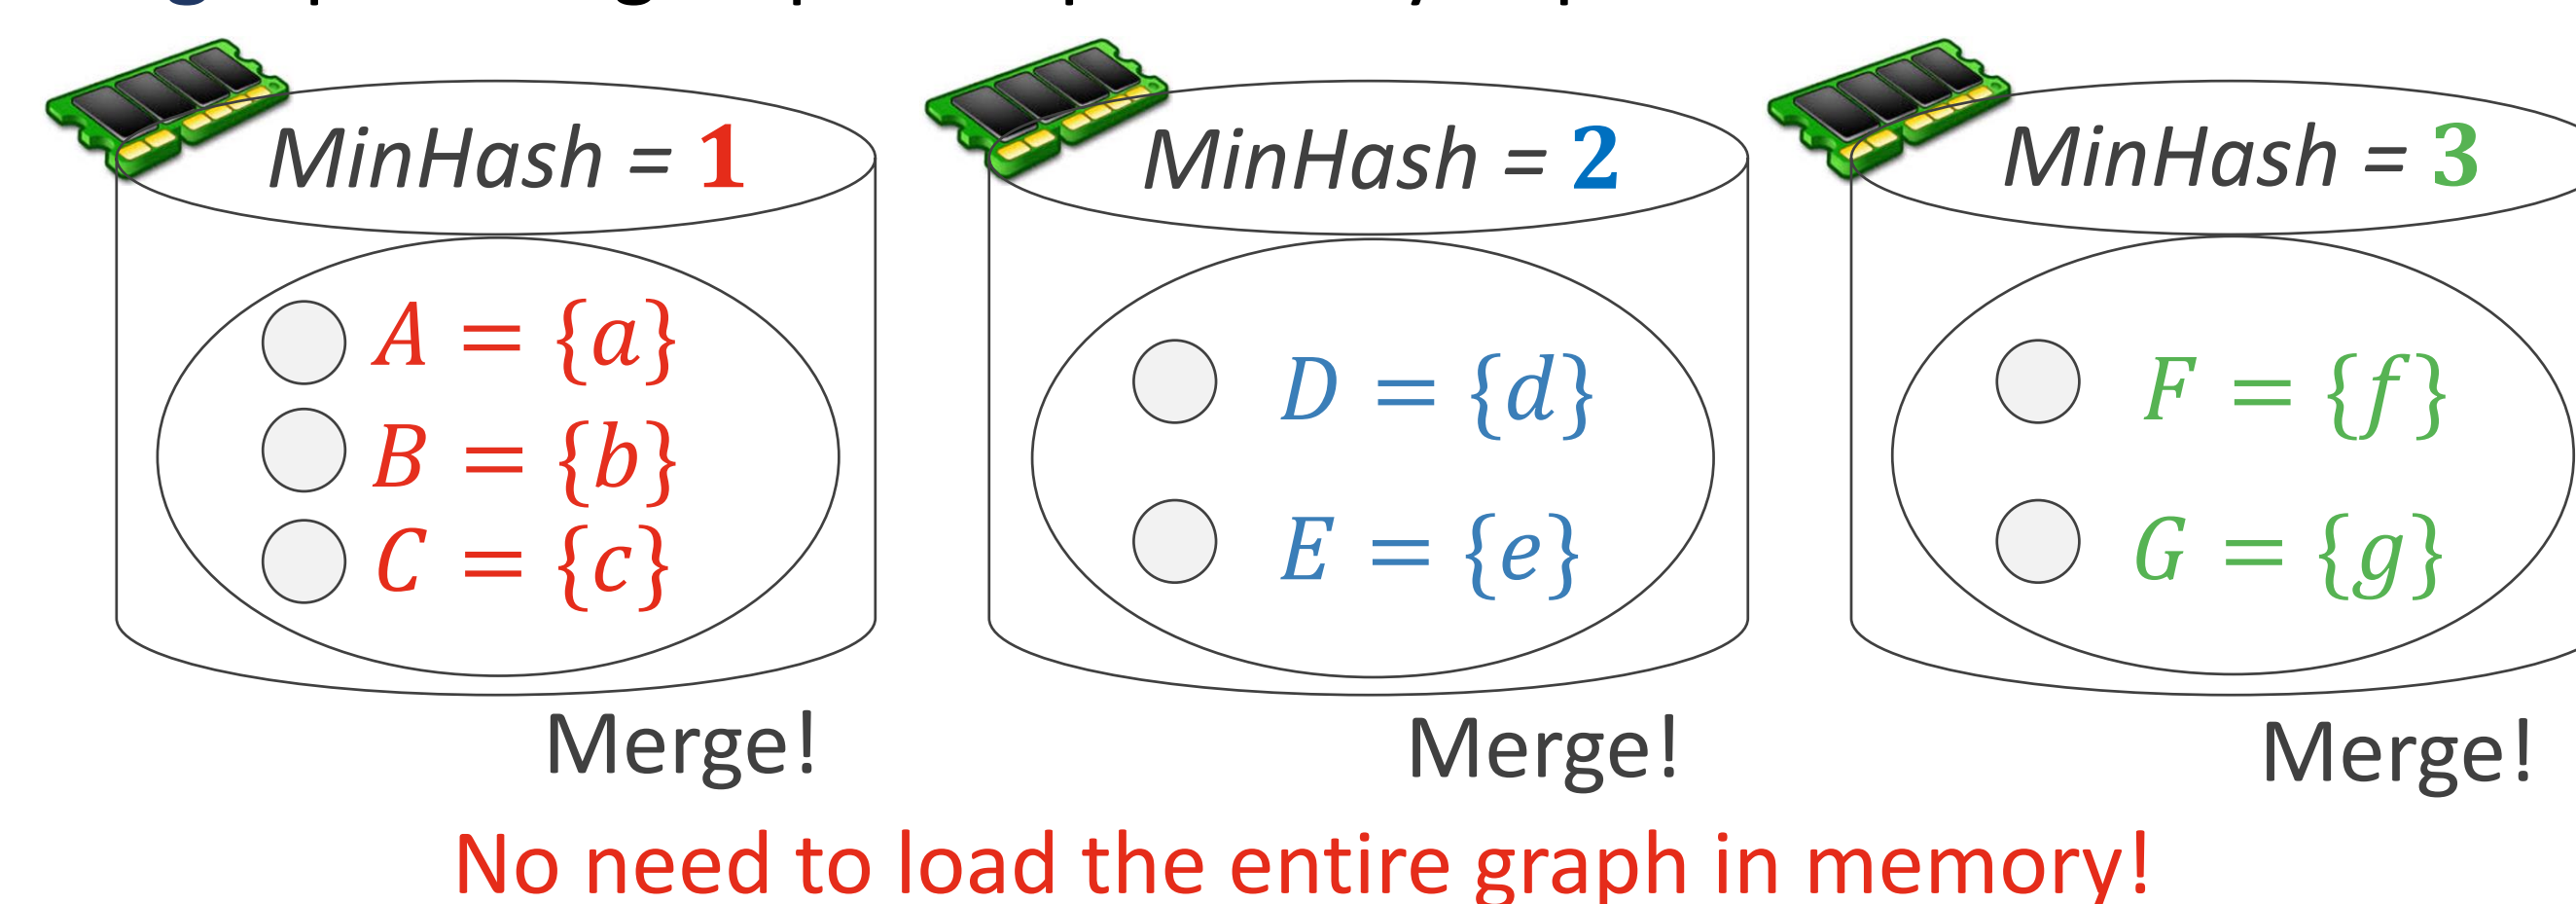 MinHash = 1
MinHash = 2
MinHash = 3
A = {a}
B = {b}
C = {c}
D = {d}
E = {e}
F = {f}
G = {g}
Merge!
Merge!
Merge!
No need to load the entire graph in memory!